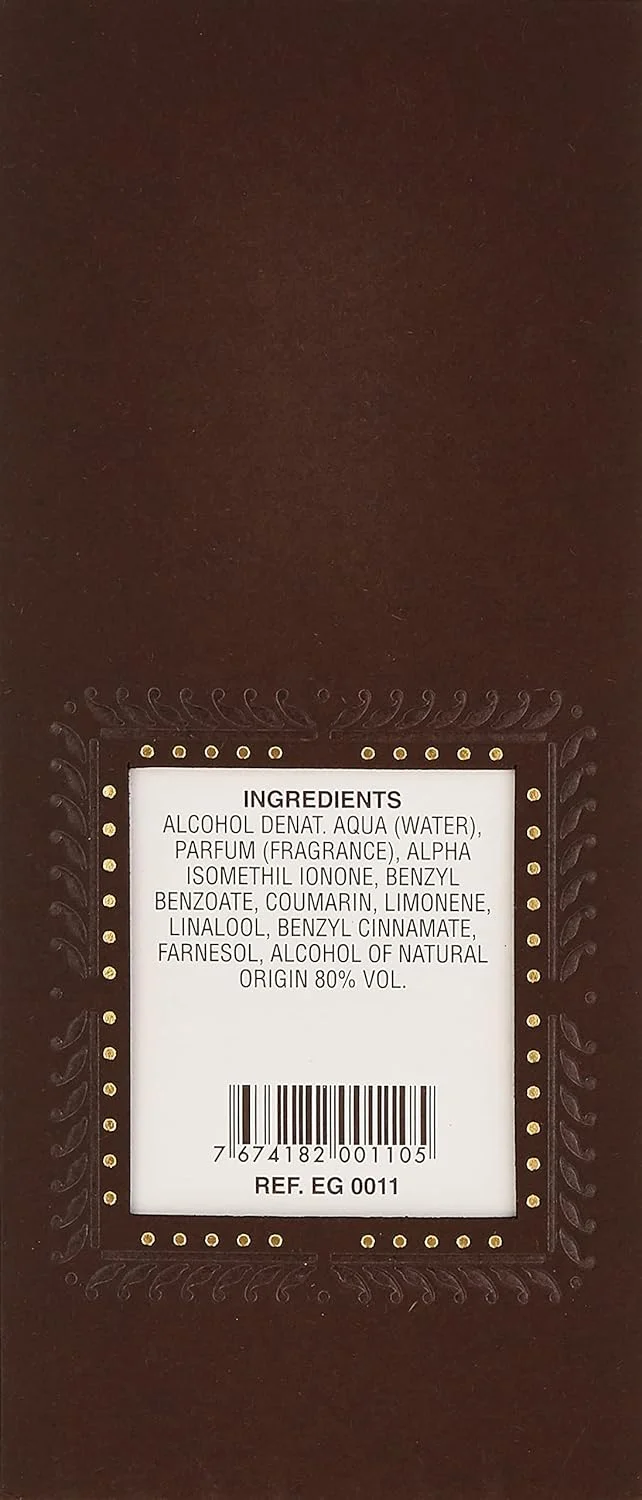 INGREDIENTS
ALCOHOL DENAT. AQUA (WATER),
PARFUM (FRAGRANCE), ALPHA
ISOMETHIL IONONE, BENZYL
BENZOATE, COUMARIN, LIMONENE,
LINALOOL, BENZYL CINNAMATE,
FARNESOL, ALCOHOL OF NATURAL
ORIGIN 80% VOL.
7 674182 001105
REF. EG 0011